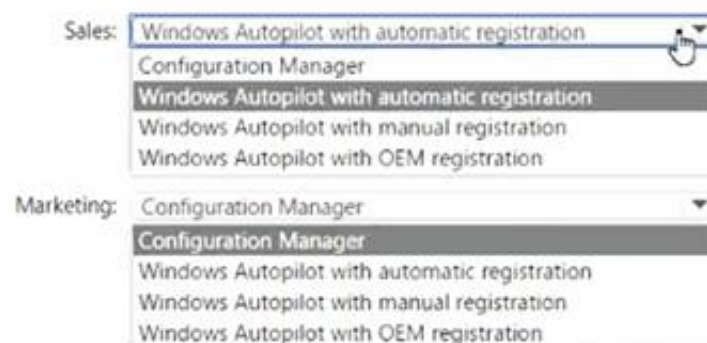 Sales: Windows Autopilot with automatic registration
Configuration Manager
Windows Autopilot with automatic registration
Windows Autopilot with manual registration
Windows Autopilot with OEM registration
Marketing: Configuration Manager
Configuration Manager
Windows Autopilot with automatic registration
Windows Autopilot with manual registration
Windows Autopilot with OEM registration